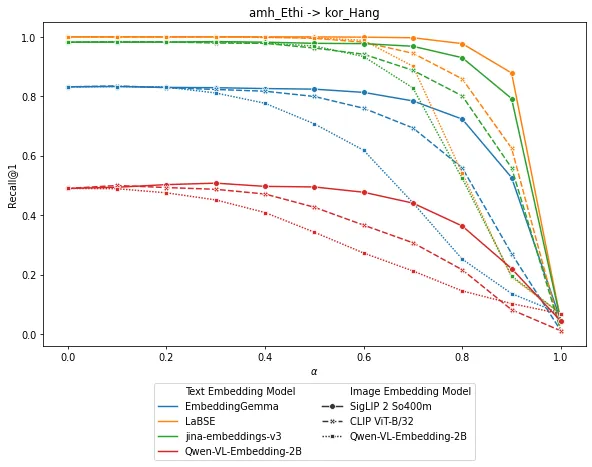 amh_Ethi -> kor_Hang
Recall@1
1.0
0.8
0.6
0.4
0.2
0.0
0.0 0.2 0.4 0.6 0.8 1.0
α
Text Embedding Model
EmbeddingGemma
LaBSE
jina-embeddings-v3
Qwen-VL-Embedding-2B
Image Embedding Model
SigLIP 2 So400m
CLIP ViT-B/32
Qwen-VL-Embedding-2B